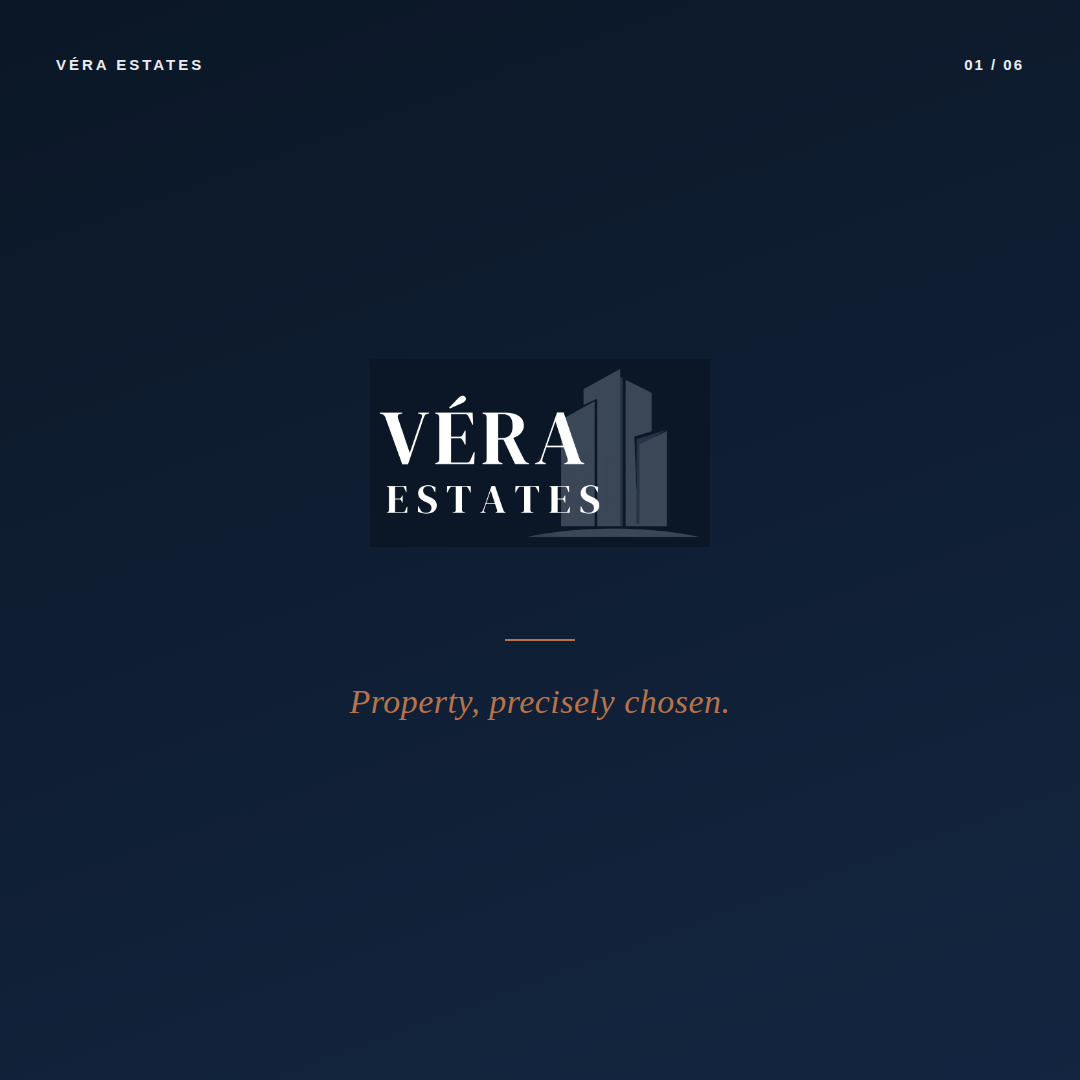 VÉRA ESTATES
01 / 06
VÉRA
ESTATES
Property, precisely chosen.